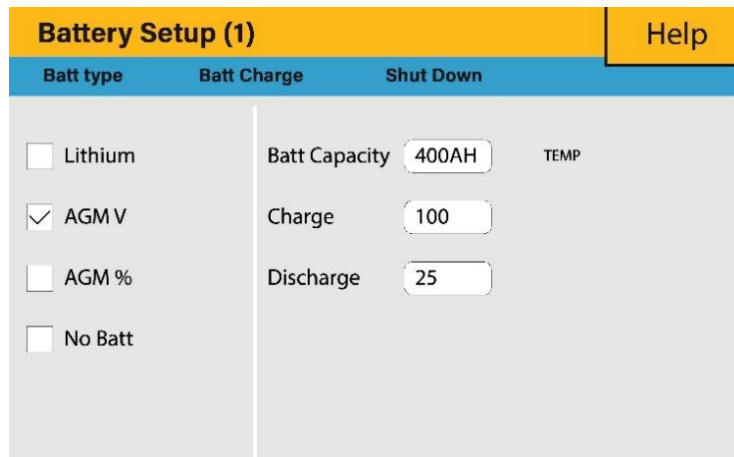 Battery Setup (1)
Help
Batt type Batt Charge Shut Down
Lithium
AGM V
AGM %
No Batt
Batt Capacity 400AH TEMP
Charge 100
Discharge 25